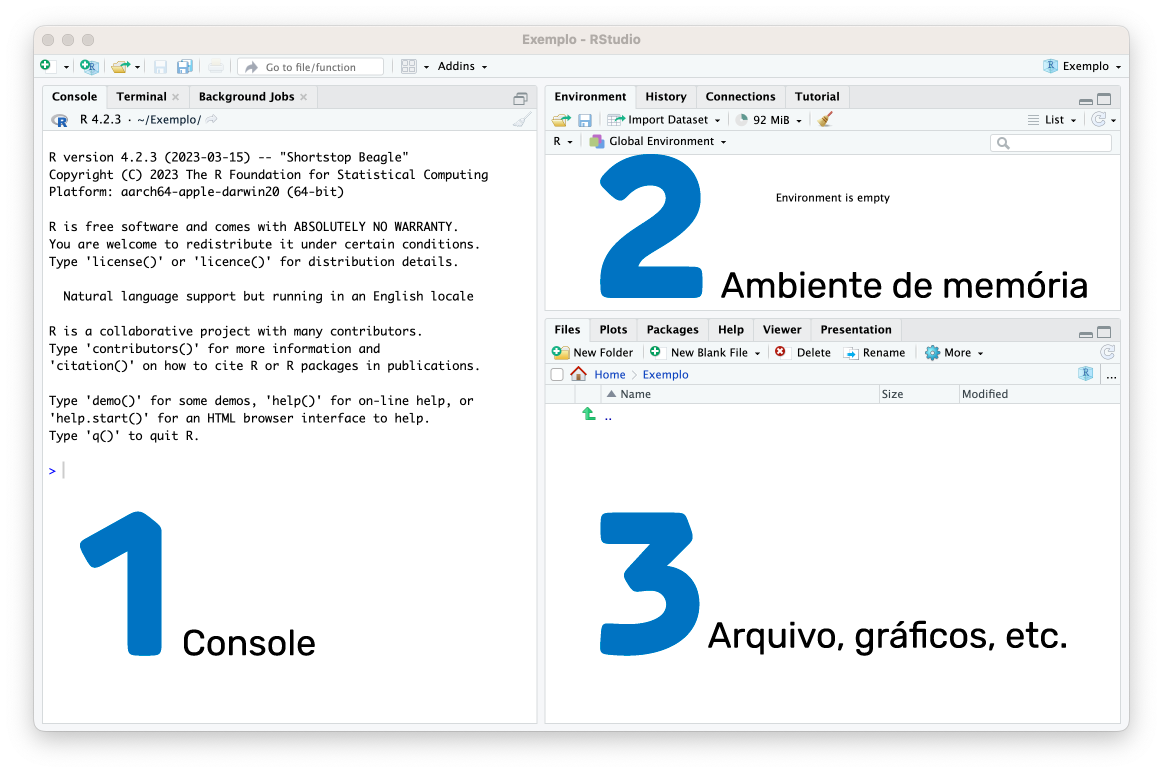 Exemplo - RStudio
Go to file/function
Addins
Exemplo
Console Terminal Background Jobs
R 4.2.3 · ~/Exemplo/
R version 4.2.3 (2023-03-15) -- "Shortstop Beagle"
Copyright (C) 2023 The R Foundation for Statistical Computing
Platform: aarch64-apple-darwin20 (64-bit)
R is free software and comes with ABSOLUTELY NO WARRANTY.
You are welcome to redistribute it under certain conditions.
Type 'license()' or 'licence()' for distribution details.
Natural language support but running in an English locale
R is a collaborative project with many contributors.
Type 'contributors()' for more information and
'citation()' on how to cite R or R packages in publications.
Type 'demo()' for some demos, 'help()' for on-line help, or
'help.start()' for an HTML browser interface to help.
Type 'q()' to quit R.
>
1 Console
Environment History Connections Tutorial
Import Dataset 92 MiB List
R Global Environment
Environment is empty
2 Ambiente de memória
Files Plots Packages Help Viewer Presentation
New Folder New Blank File Delete Rename More
Home Exemplo ...
Name Size Modified
..
3 Arquivo, gráficos, etc.